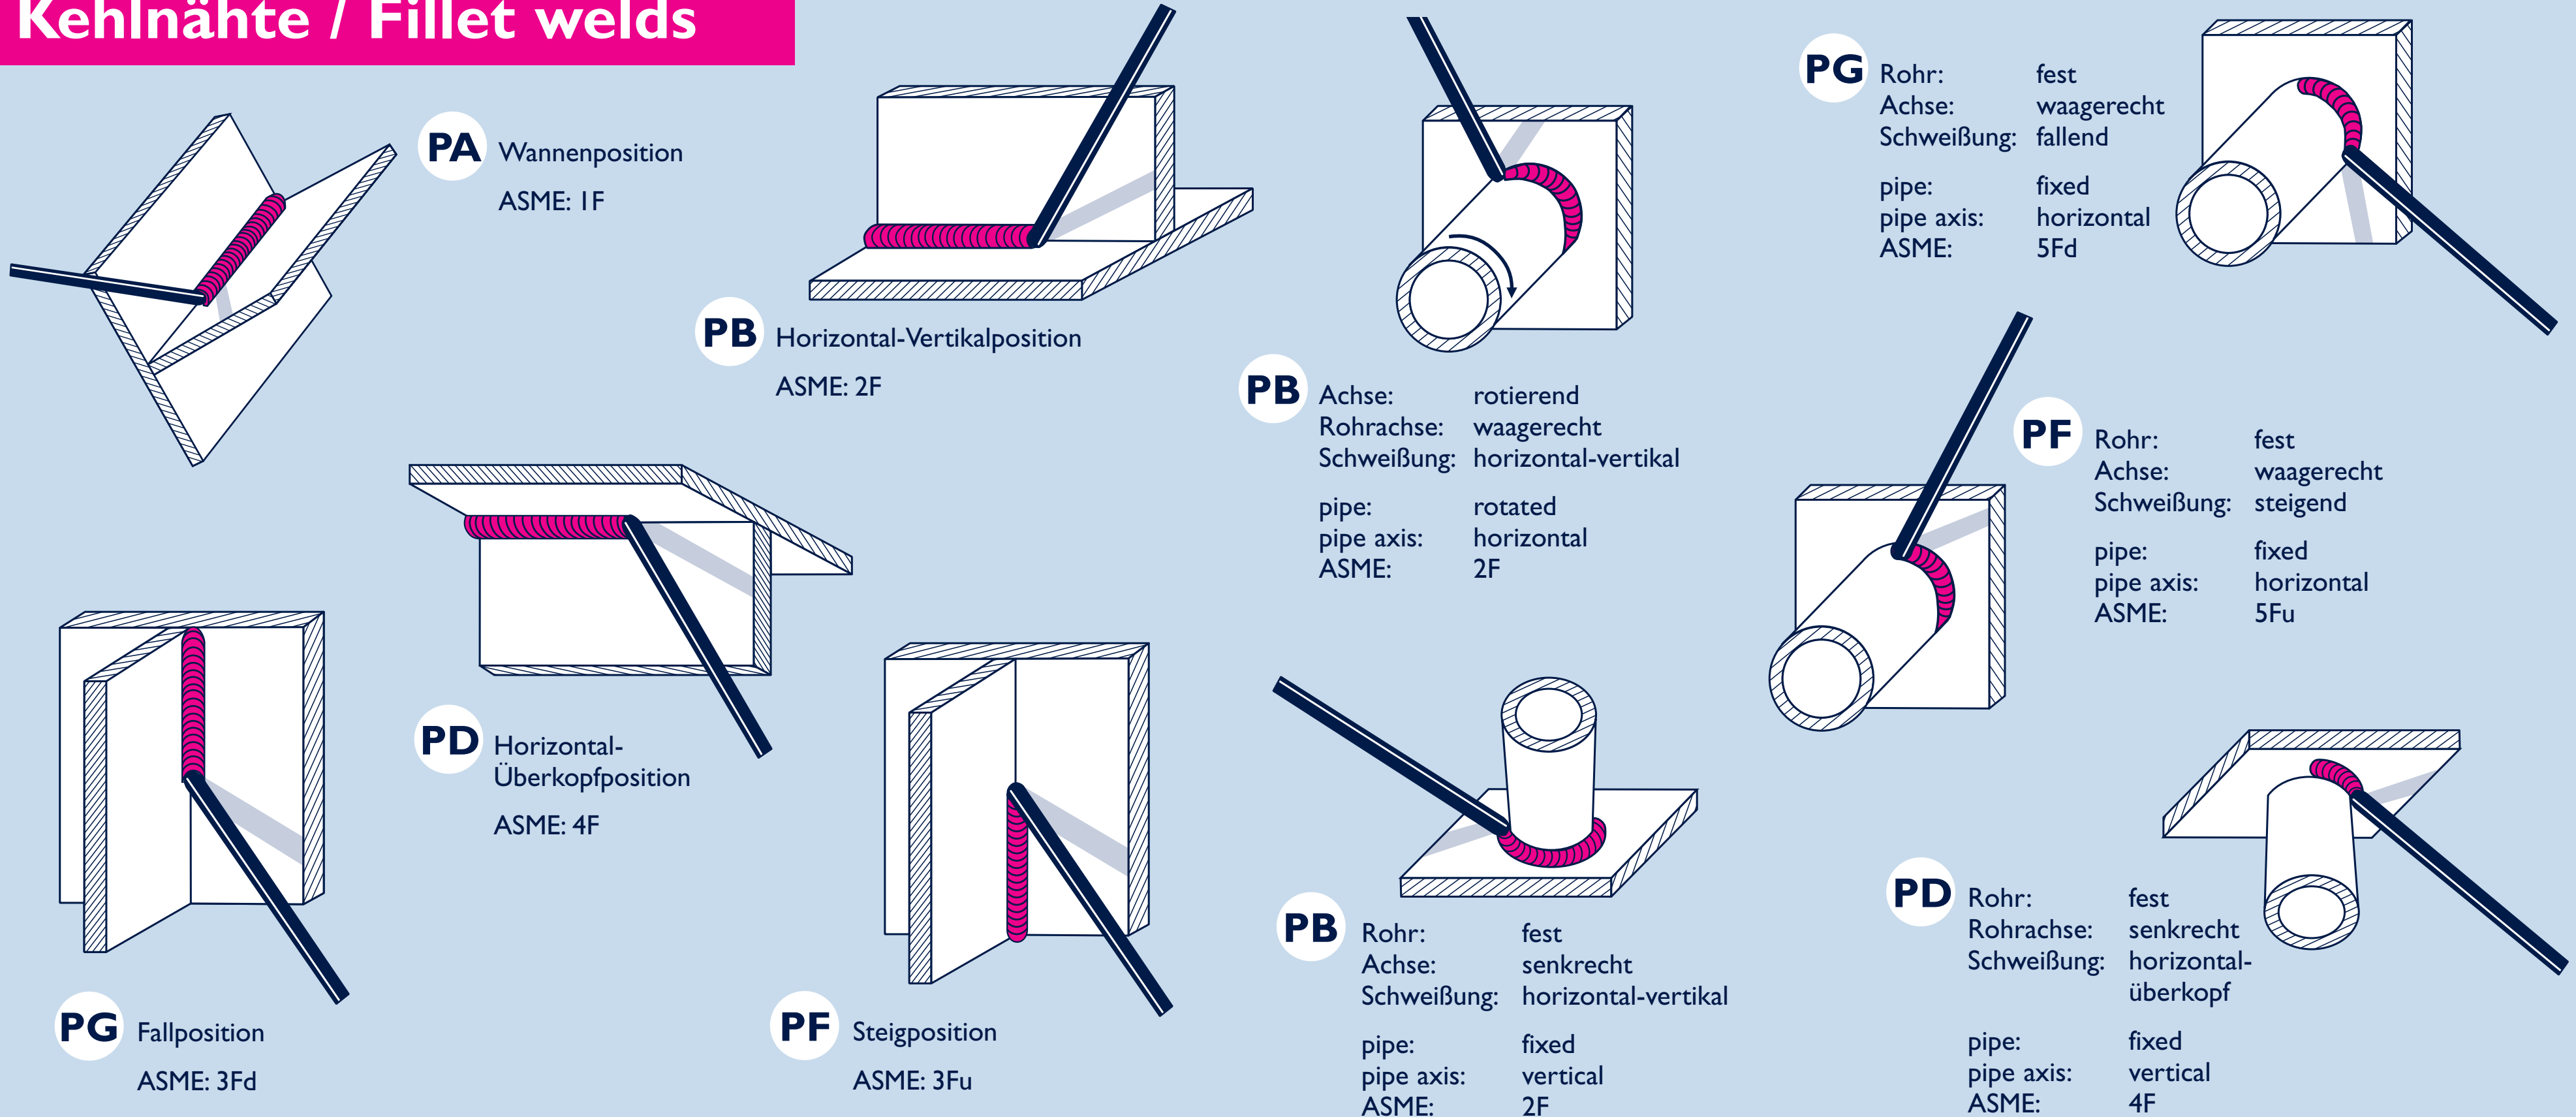 Kehlnähte / Fillet welds
PA Wannenposition
ASME: 1F
PB Horizontal-Vertikalposition
ASME: 2F
PB Achse: rotierend
Rohrachse: waagerecht
Schweißung: horizontal-vertikal
pipe: rotated
pipe axis: horizontal
ASME: 2F
PG Rohr: fest
Achse: waagerecht
Schweißung: fallend
pipe: fixed
pipe axis: horizontal
ASME: 5Fd
PF Rohr: fest
Achse: waagerecht
Schweißung: steigend
pipe: fixed
pipe axis: horizontal
ASME: 5Fu
PD Horizontal-
Überkopfposition
ASME: 4F
PG Fallposition
ASME: 3Fd
PF Steigposition
ASME: 3Fu
PB Rohr: fest
Achse: senkrecht
Schweißung: horizontal-vertikal
pipe: fixed
pipe axis: vertical
ASME: 2F
PD Rohr: fest
Rohrachse: senkrecht
Schweißung: horizontal-
überkopf
pipe: fixed
pipe axis: vertical
ASME: 4F